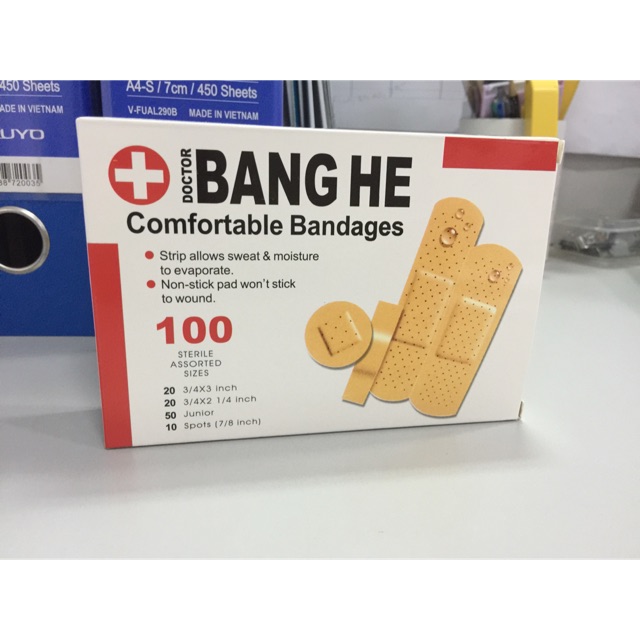 450 Sheets
MADE IN VIETNAM
A4-S / 7cm / 450 Sheets
V-FUAL290B MADE IN VIETNAM
DOCTOR
BANG HE
Comfortable Bandages
Strip allows sweat & moisture
to evaporate.
Non-stick pad won't stick
to wound.
100
STERILE
ASSORTED
SIZES
20 3/4X3 inch
20 3/4X2 1/4 inch
50 Junior
10 Spots (7/8 inch)